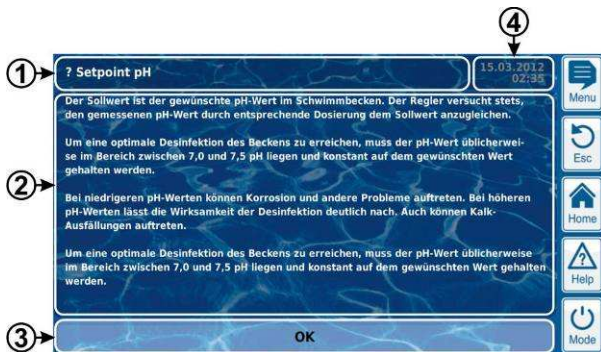 4
1
? Setpoint pH
15.03.2012
02:35
Menu
Der Sollwert ist der gewünschte pH-Wert im Schwimmbecken. Der Regler versucht stets,
den gemessenen pH-Wert durch entsprechende Dosierung dem Sollwert anzugleichen.
Um eine optimale Desinfektion des Beckens zu erreichen, muss der pH-Wert üblicherwei-
se im Bereich zwischen 7,0 und 7,5 pH liegen und konstant auf dem gewünschten Wert
gehalten werden.
Esc
2
Bei niedrigeren pH-Werten können Korrosion und andere Probleme auftreten. Bei höheren
pH-Werten lässt die Wirksamkeit der Desinfektion deutlich nach. Auch können Kalk-
Ausfällungen auftreten.
Home
Um eine optimale Desinfektion des Beckens zu erreichen, muss der pH-Wert üblicherweise
im Bereich zwischen 7,0 und 7,5 pH liegen und konstant auf dem gewünschten Wert gehalten
werden.
Help
3
OK
Mode